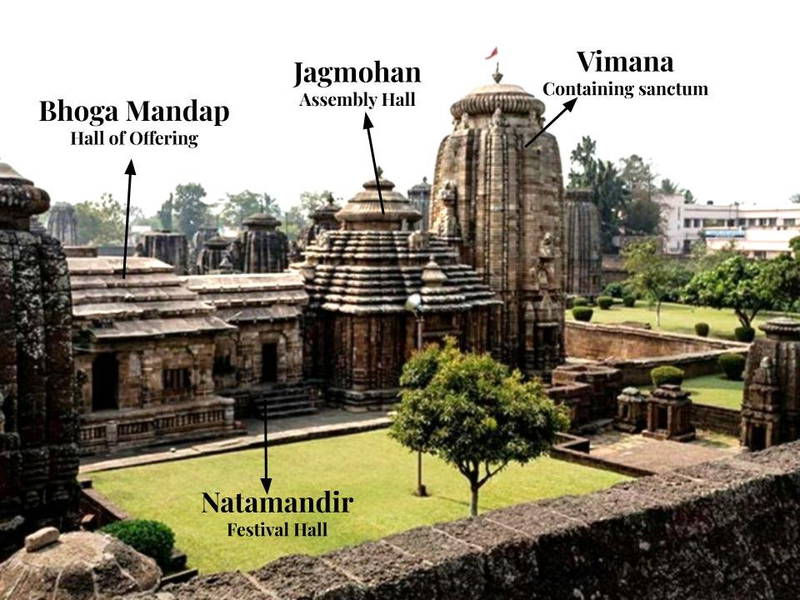 Vimana
Containing sanctum
Jagmohan
Assembly Hall
Bhoga Mandap
Hall of Offering
Natamandir
Festival Hall